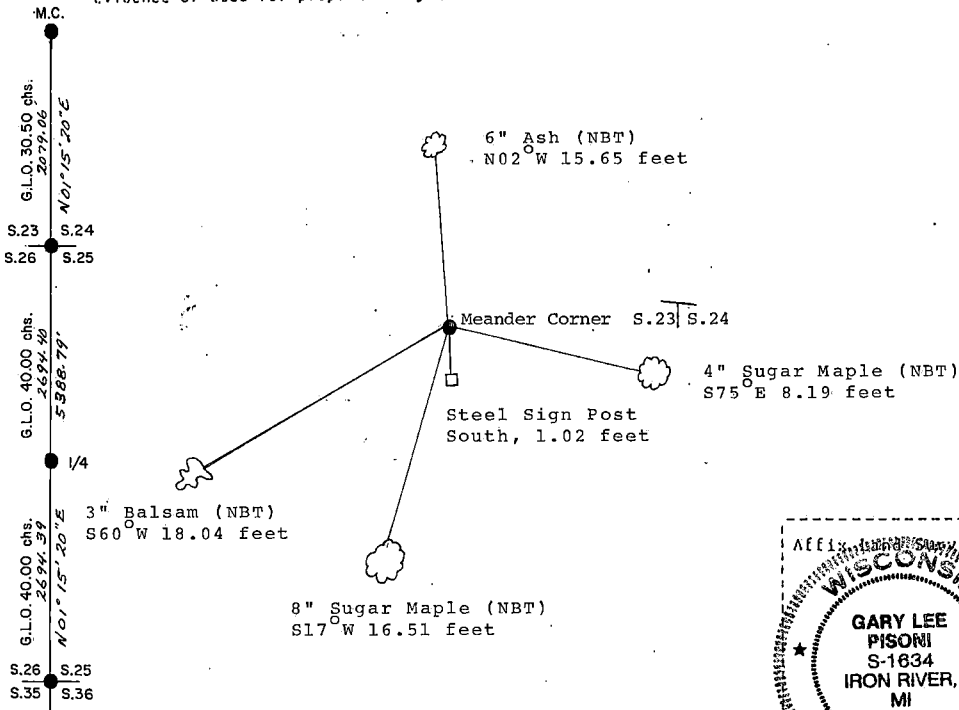 M.C.
G.L.O. 30.50 chs.
2079.06
N01°15'20"E
6" Ash (NBT)
N02°W 15.65 feet
S.23 S.24
S.26 S.25
Meander Corner S.23 S.24
4" Sugar Maple (NBT)
S75°E 8.19 feet
Steel Sign Post
South, 1.02 feet
G.L.O. 40.00 chs.
2694.40
5388.79'
1/4
3" Balsam (NBT)
S60°W 18.04 feet
8" Sugar Maple (NBT)
S17°W 16.51 feet
G.L.O. 40.00 chs.
2694.39
N01°15'20"E
S.26 S.25
S.35 S.36
Affix
WISCONS
GARY LEE
PISONI
S-1634
IRON RIVER,
MI